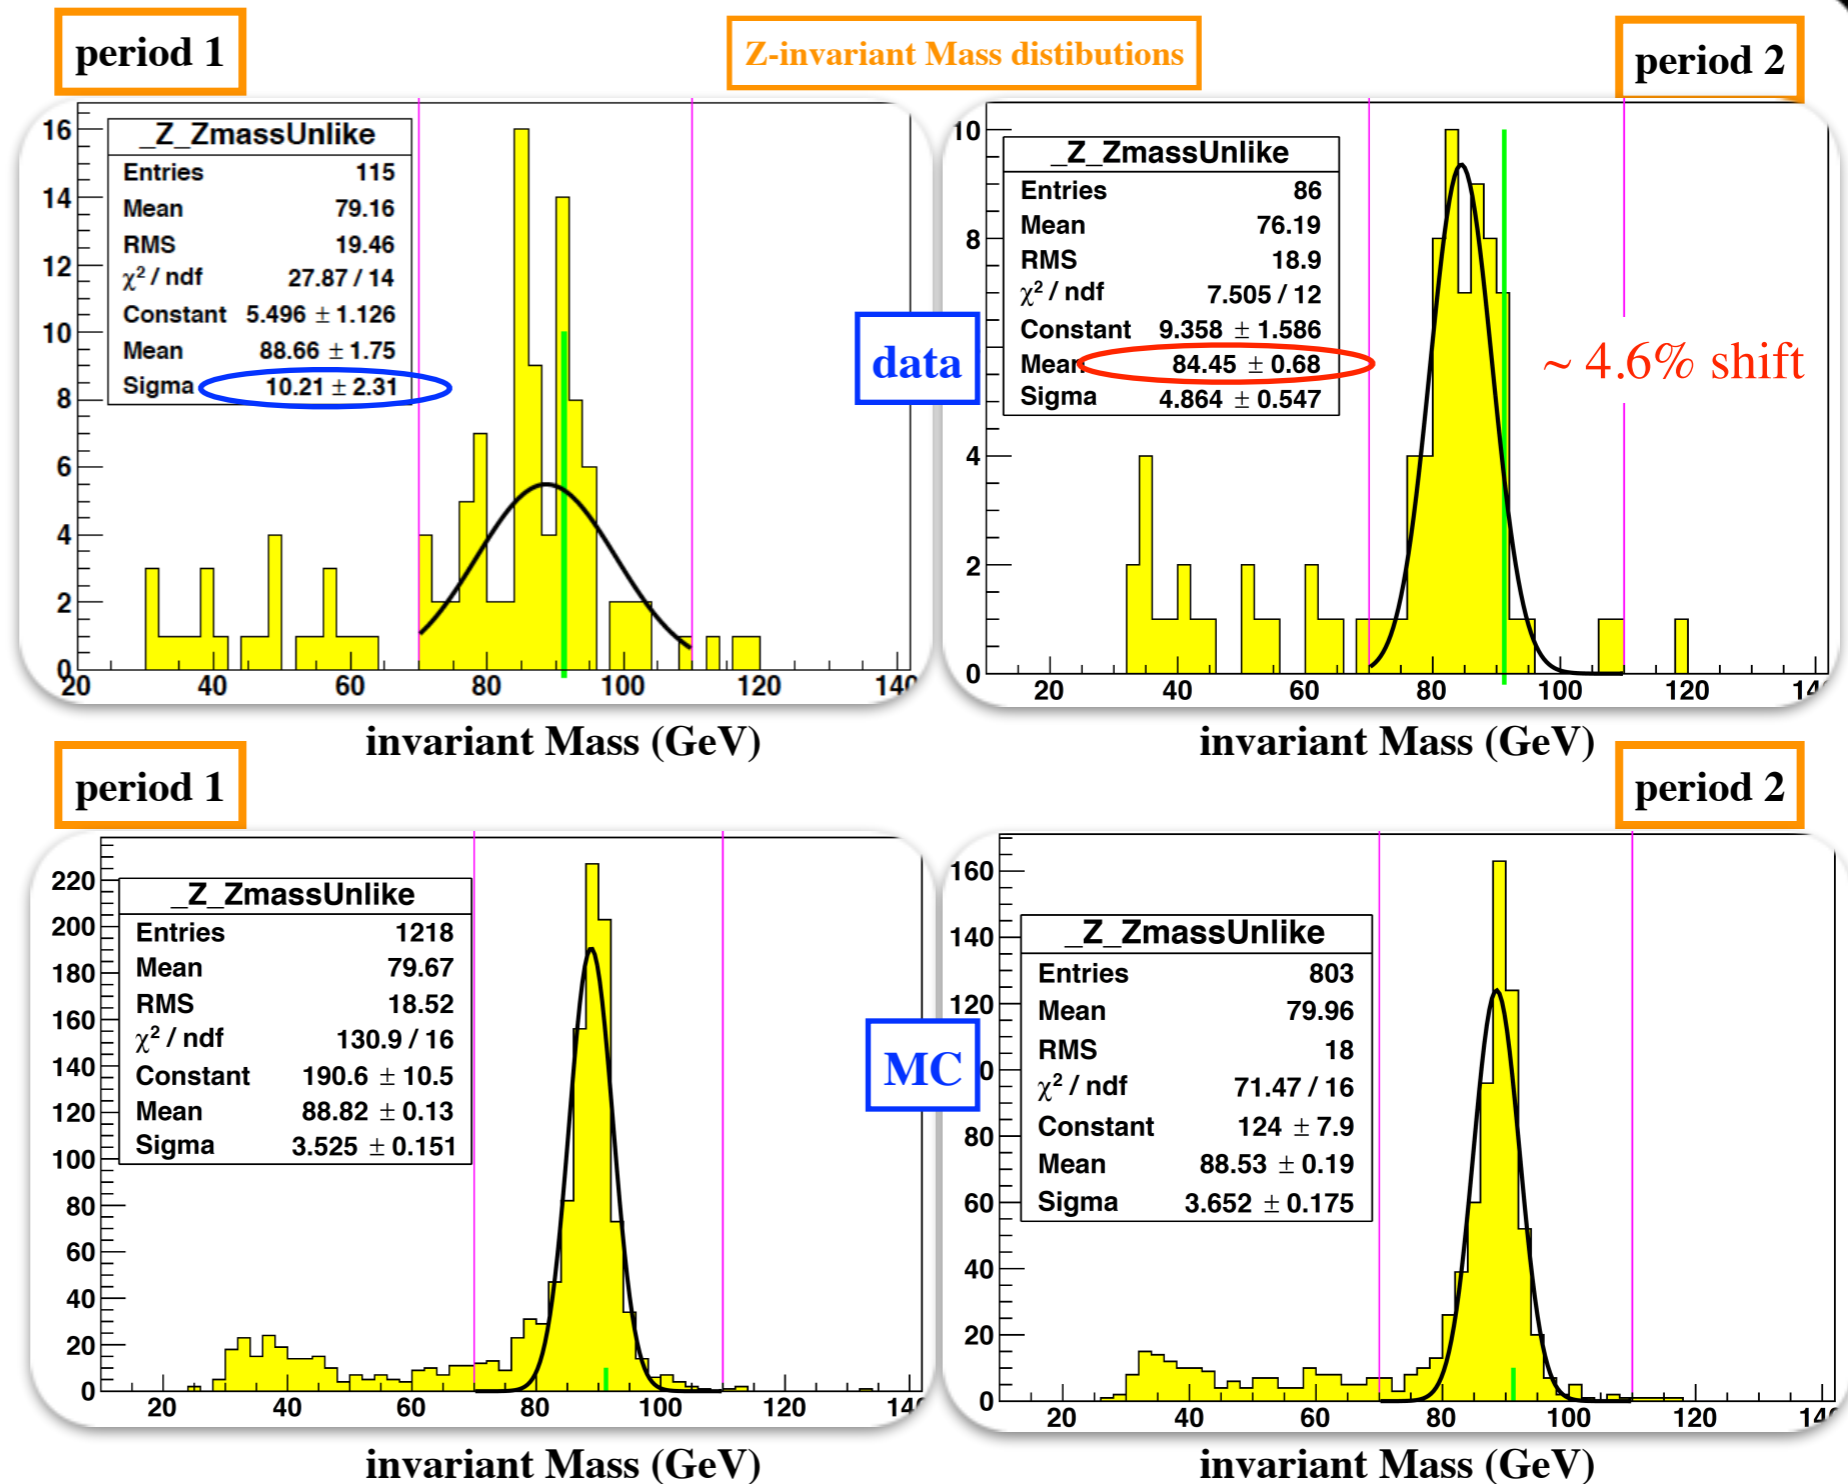 period 1
Z-invariant Mass distibutions
period 2
_Z_ZmassUnlike
Entries 115
Mean 79.16
RMS 19.46
χ² / ndf 27.87 / 14
Constant 5.496 ± 1.126
Mean 88.66 ± 1.75
Sigma 10.21 ± 2.31
16
14
12
10
8
6
4
2
0
20 40 60 80 100 120 140
invariant Mass (GeV)
data
_Z_ZmassUnlike
Entries 86
Mean 76.19
RMS 18.9
χ² / ndf 7.505 / 12
Constant 9.358 ± 1.586
Mean 84.45 ± 0.68
Sigma 4.864 ± 0.547
~ 4.6% shift
10
8
4
2
0
20 40 60 80 100 120 14
invariant Mass (GeV)
period 1
period 2
_Z_ZmassUnlike
Entries 1218
Mean 79.67
RMS 18.52
χ² / ndf 130.9 / 16
Constant 190.6 ± 10.5
Mean 88.82 ± 0.13
Sigma 3.525 ± 0.151
220
200
180
160
140
120
100
80
60
40
20
0
20 40 60 80 100 120 140
invariant Mass (GeV)
MC
_Z_ZmassUnlike
Entries 803
Mean 79.96
RMS 18
χ² / ndf 71.47 / 16
Constant 124 ± 7.9
Mean 88.53 ± 0.19
Sigma 3.652 ± 0.175
160
140
120
0
80
60
40
20
0
20 40 60 80 100 120 140
invariant Mass (GeV)